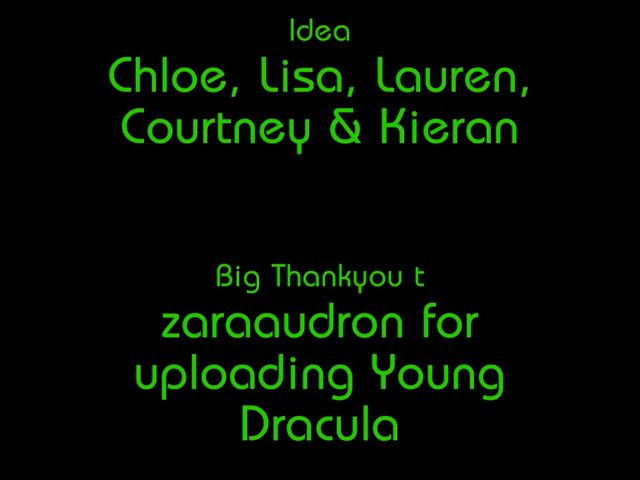 Idea
Chloe, Lisa, Lauren,
Courtney & Kieran
Big Thankyou t
zaraaudron for
uploading Young
Dracula